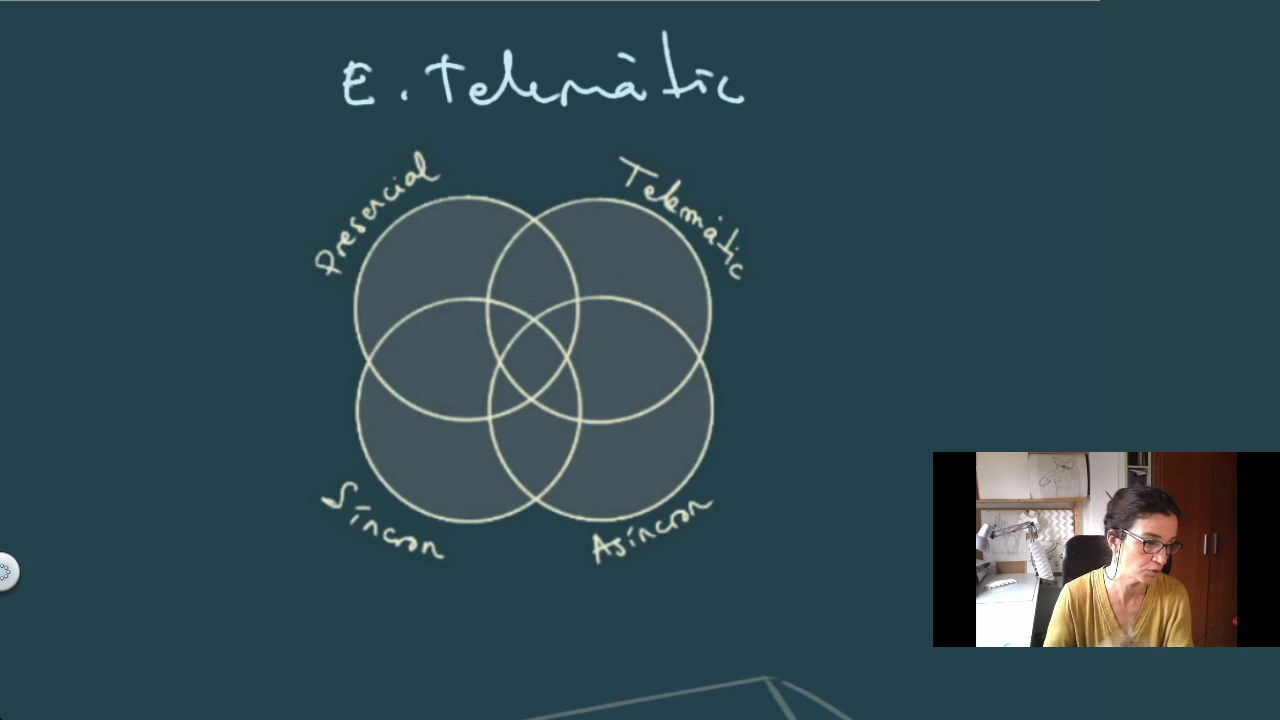 E. Telemàtic
Presencial
Telemàtic
Síncron
Asíncron